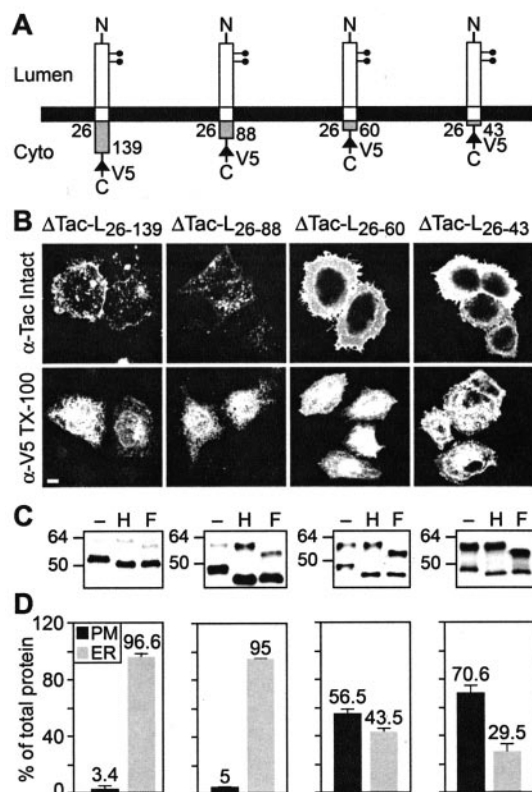 A
N N N N
Lumen
26 26 26 26
139 88 60 43
Cyto
V5 V5 V5 V5
C C C C
B ΔTac-L26-139 ΔTac-L26-88 ΔTac-L26-60 ΔTac-L26-43
α-Tac Intact
α-V5 TX-100
C
– H F – H F – H F – H F
64 64 64 64
50 50 50 50
D
% of total protein
120
80
40
0
PM
ER
3.4 96.6
5 95
56.5 43.5
70.6 29.5